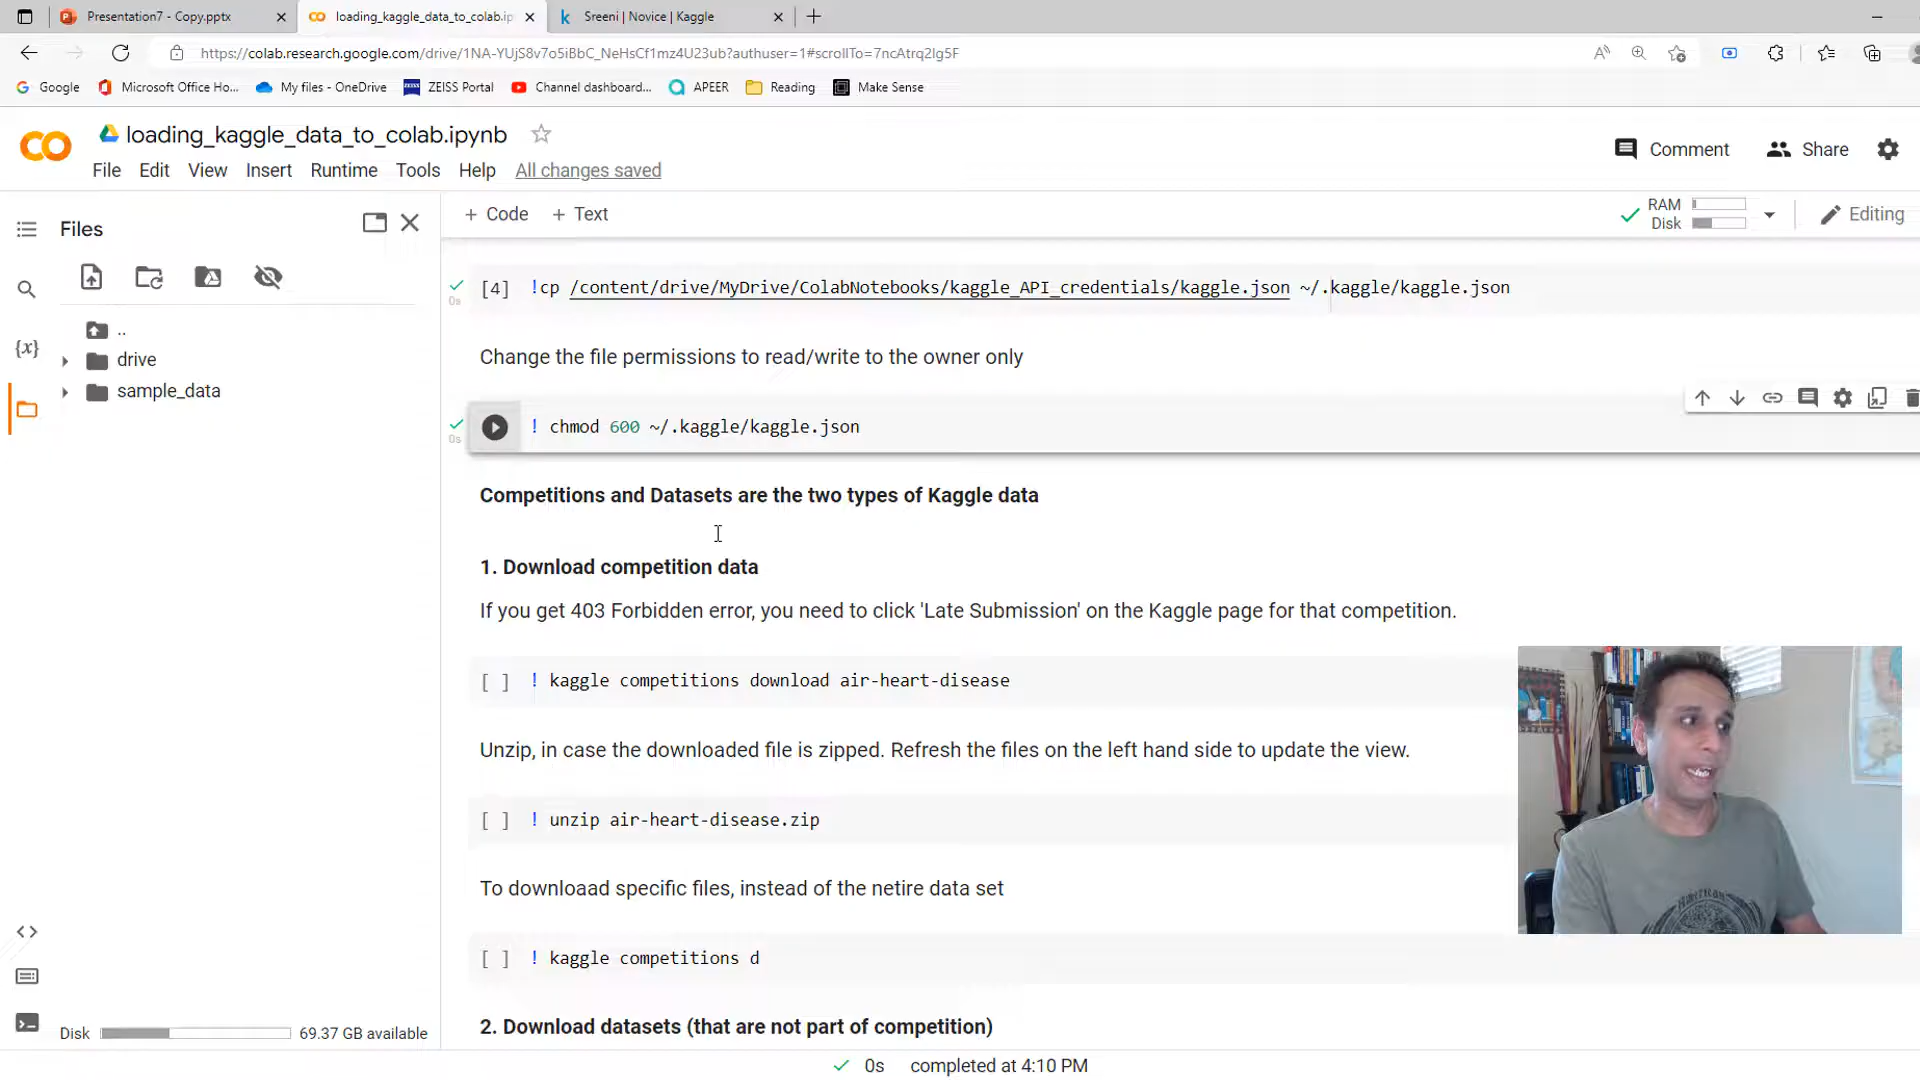 Presentation7 - Copy.pptx
loading_kaggle_data_to_colab.ip
Sreeni | Novice | Kaggle
https://colab.research.google.com/drive/1NA-YUjS8v7o5iBbC_NeHsCf1mz4U23ub?authuser=1#scrollTo=7ncAtrq2Ig5F
Google
Microsoft Office Ho...
My files - OneDrive
ZEISS Portal
Channel dashboard...
APEER
Reading
Make Sense
loading_kaggle_data_to_colab.ipynb
Comment
Share
File Edit View Insert Runtime Tools Help All changes saved
Files
+ Code + Text
RAM
Disk
Editing
..
drive
sample_data
[4] !cp /content/drive/MyDrive/ColabNotebooks/kaggle_API_credentials/kaggle.json ~/.kaggle/kaggle.json
0s
Change the file permissions to read/write to the owner only
! chmod 600 ~/.kaggle/kaggle.json
0s
Competitions and Datasets are the two types of Kaggle data
1. Download competition data
If you get 403 Forbidden error, you need to click 'Late Submission' on the Kaggle page for that competition.
[ ] ! kaggle competitions download air-heart-disease
Unzip, in case the downloaded file is zipped. Refresh the files on the left hand side to update the view.
[ ] ! unzip air-heart-disease.zip
To downloaad specific files, instead of the netire data set
[ ] ! kaggle competitions d
2. Download datasets (that are not part of competition)
Disk 69.37 GB available
0s completed at 4:10 PM